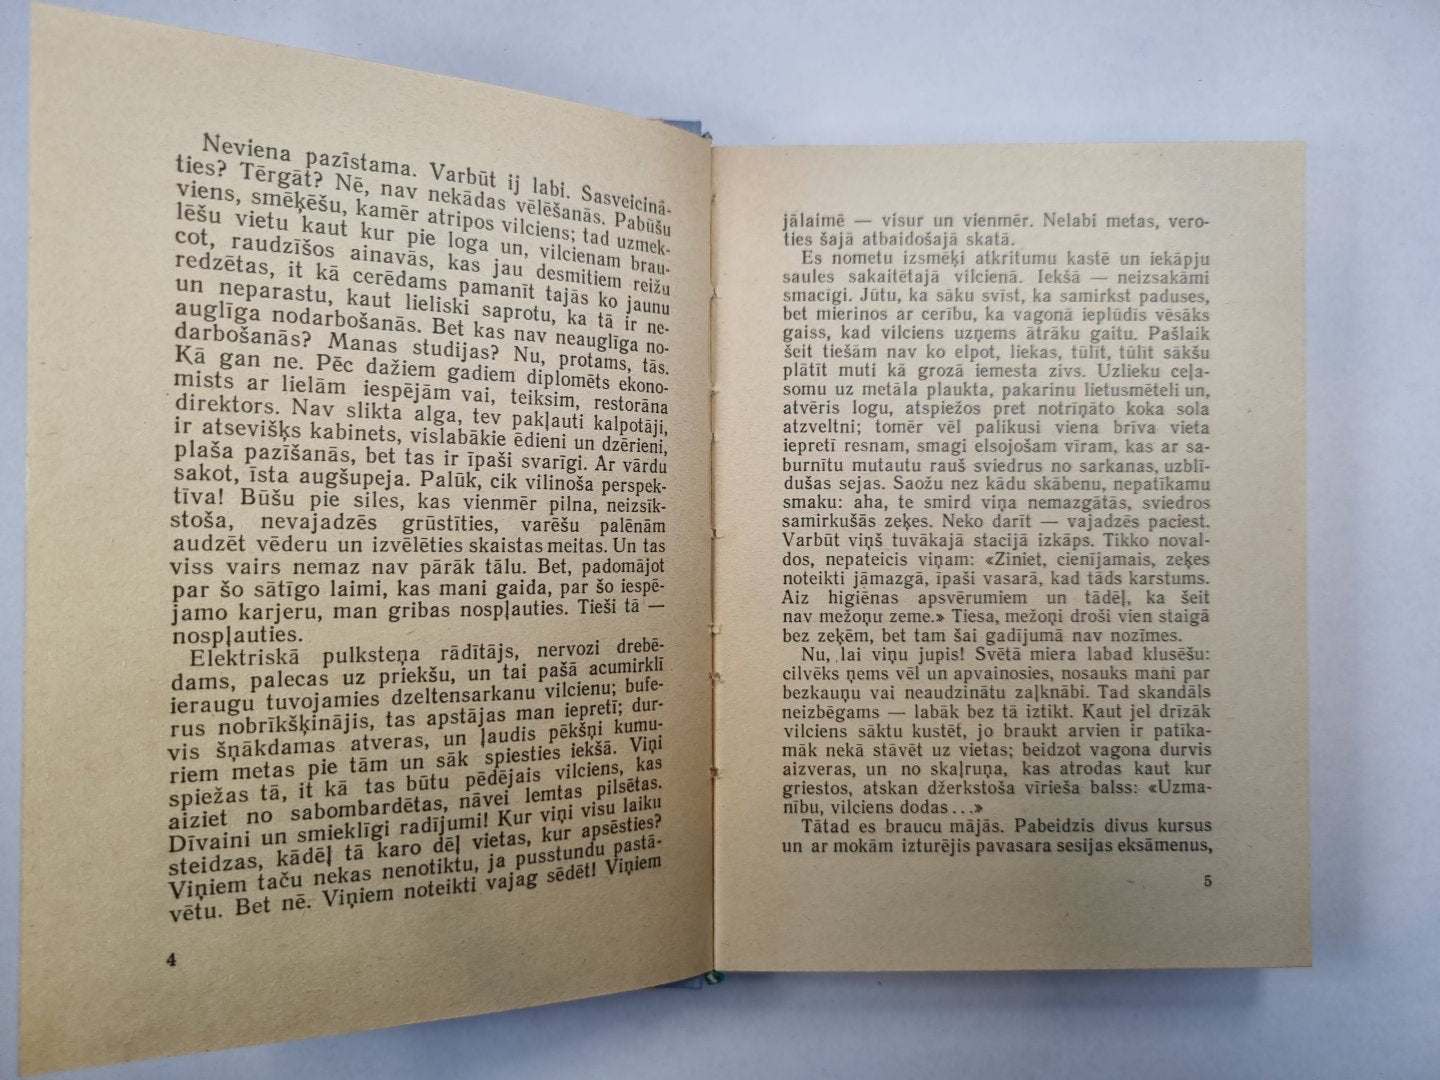 Neviena pazīstama. Varbūt ij labi. Sasveicinā-
ties? Tērgāt? Nē, nav nekādas vēlēšanās. Pabūšu
viens, smēķēšu, kamēr atripos vilciens; tad uzmek-
lēšu vietu kaut kur pie loga un, vilcienam brau-
cot, raudzīšos ainavās, kas jau desmitiem reižu
redzētas, it kā cerēdams pamanīt tajās ko jaunu
un neparastu, kaut lieliski saprotu, ka tā ir ne-
auglīga nodarbošanās. Bet kas nav neauglīga no-
darbošanās? Manas studijas? Nu, protams, tās.
Kā gan ne. Pēc dažiem gadiem diplomēts ekono-
mists ar lielām iespējām vai, teiksim, restorāna
direktors. Nav slikta alga, tev pakļauti kalpotāji,
ir atsevišķs kabinets, vislabākie ēdieni un dzērieni,
plaša pazīšanās, bet tas ir īpaši svarīgi. Ar vārdu
sakot, īsta augšupeja. Palūk, cik vilinoša perspek-
tīva! Būšu pie siles, kas vienmēr pilna, neizsīk-
stoša, nevajadzēs grūstīties, varēšu palēnām
audzēt vēderu un izvēlēties skaistas meitas. Un tas
viss vairs nemaz nav pārāk tālu. Bet, padomājot
par šo sātīgo laimi, kas mani gaida, par šo iespē-
jamo karjeru, man gribas nospļauties. Tieši tā —
nospļauties.
Elektriskā pulksteņa rādītājs, nervozi drebē-
dams, palecas uz priekšu, un tai pašā acumirklī
ieraugu tuvojamies dzeltensarkanu vilcienu; bufe-
rus nobrīkšķinājis, tas apstājas man iepretī; dur-
vis šņākdamas atveras, un ļaudis pēkšņi kumu-
riem metas pie tām un sāk spiesties iekšā. Viņi
spiežas tā, it kā tas būtu pēdējais vilciens, kas
aiziet no sabombardētas, nāvei lemtas pilsētas.
Dīvaini un smieklīgi radījumi! Kur viņi visu laiku
steidzas, kādēļ tā karo dēļ vietas, kur apsēsties?
Viņiem taču nekas nenotiktu, ja pusstundu pastā-
vētu. Bet nē. Viņiem noteikti vajag sēdēt! Viņiem
4
jālaimē — visur un vienmēr. Nelabi metas, vero-
ties šajā atbaidošajā skatā.
Es nometu izsmēķi atkritumu kastē un iekāpju
saules sakaitētajā vilcienā. Iekšā — neizsakāmi
smacīgi. Jūtu, ka sāku svīst, ka samirkst paduses,
bet mierinos ar cerību, ka vagonā ieplūdīs vēsāks
gaiss, kad vilciens uzņems ātrāku gaitu. Pašlaik
šeit tiešām nav ko elpot, liekas, tūlīt, tūlīt sākšu
plātīt muti kā grozā iemesta zivs. Uzlieku ceļa-
somu uz metāla plaukta, pakarinu lietusmēteli un,
atvēris logu, atspiežos pret notrīņāto koka sola
atzveltni; tomēr vēl palikusi viena brīva vieta
iepretī resnam, smagi elsojošam vīram, kas ar sa-
burnītu mutautu rauš sviedrus no sarkanas, uzblī-
dušas sejas. Saožu nez kādu skābenu, nepatīkamu
smaku: aha, te smird viņa nemazgātās, sviedros
samirkušās zeķes. Neko darīt — vajadzēs paciest.
Varbūt viņš tuvākajā stacijā izkāps. Tikko noval-
dos, nepateicis viņam: «Ziniet, cienījamais, zeķes
noteikti jāmazgā, īpaši vasarā, kad tāds karstums.
Aiz higiēnas apsvērumiem un tādēļ, ka šeit
nav mežoņu zeme.» Tiesa, mežoņi droši vien staigā
bez zeķēm, bet tam šai gadījumā nav nozīmes.
Nu, lai viņu jupis! Svētā miera labad klusēšu:
cilvēks ņems vēl un apvainosies, nosauks mani par
bezkauņu vai neaudzinātu zaļknābi. Tad skandāls
neizbēgams — labāk bez tā iztikt. Kaut jel drīzāk
vilciens sāktu kustēt, jo braukt arvien ir patīka-
māk nekā stāvēt uz vietas; beidzot vagona durvis
aizveras, un no skaļruņa, kas atrodas kaut kur
griestos, atskan džerkstoša vīrieša balss: «Uzma-
nību, vilciens dodas...»
Tātad es braucu mājās. Pabeidzis divus kursus
un ar mokām izturējis pavasara sesijas eksāmenus,
5